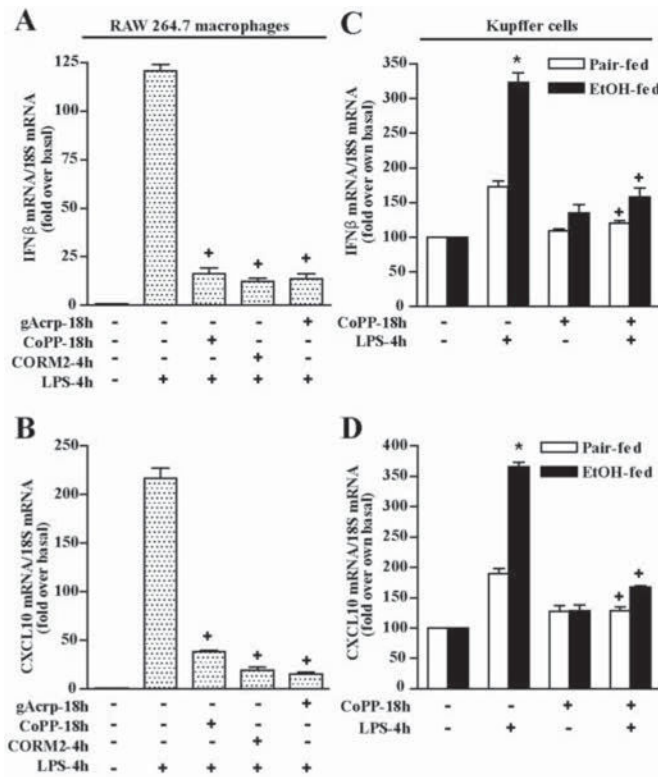 A
RAW 264.7 macrophages
IFNβ mRNA/18S mRNA
(fold over basal)
125
100
75
50
25
0
+ + +
gAcrp-18h - - - - +
CoPP-18h - - + - -
CORM2-4h - - - + -
LPS-4h - + + + +
B
CXCL10 mRNA/18S mRNA
(fold over basal)
250
200
150
100
50
0
+ + +
gAcrp-18h - - - - +
CoPP-18h - - + - -
CORM2-4h - - - + -
LPS-4h - + + + +
C
Kupffer cells
IFNβ mRNA/18S mRNA
(fold over own basal)
350
300
250
200
150
100
50
0
Pair-fed
EtOH-fed
*
+ +
CoPP-18h - - + +
LPS-4h - + - +
D
CXCL10 mRNA/18S mRNA
(fold over own basal)
400
350
300
250
200
150
100
50
0
Pair-fed
EtOH-fed
*
+ +
CoPP-18h - - + +
LPS-4h - + - +